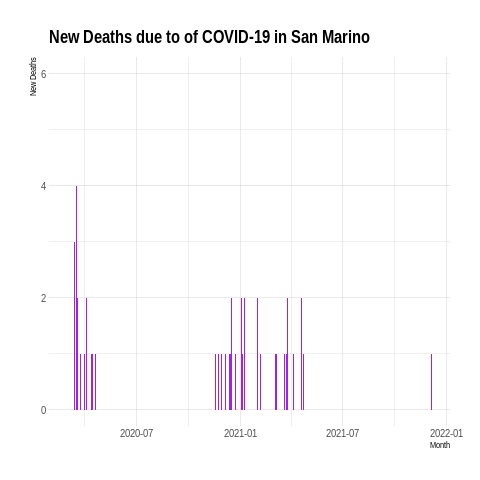 New Deaths due to of COVID-19 in San Marino
New Deaths
6
4
2
0
2020-07
2021-01
2021-07
2022-01
Month